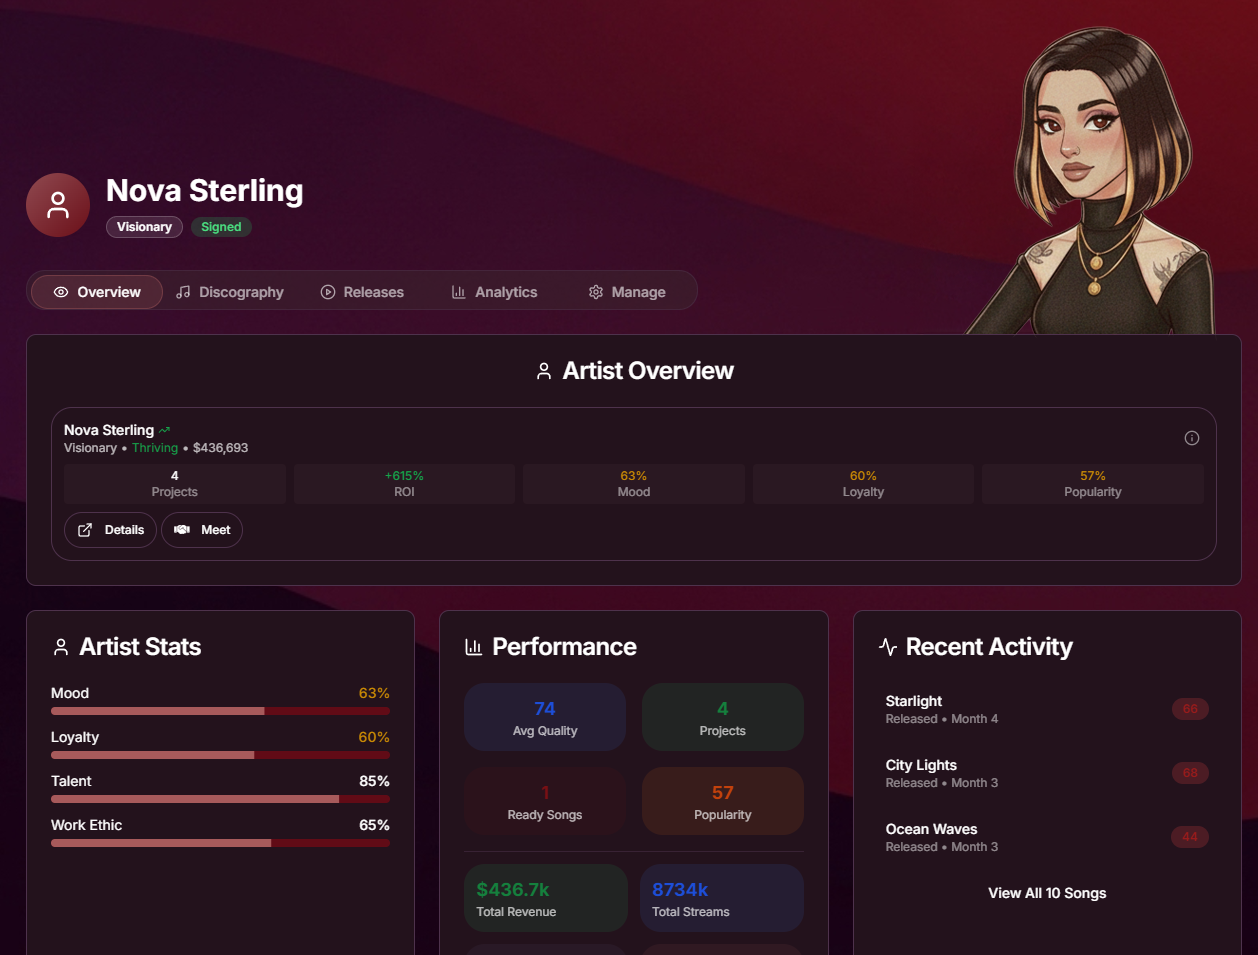 Nova Sterling
Visionary Signed
Overview Discography Releases Analytics Manage
Artist Overview
Nova Sterling
Visionary • Thriving • $436,693
4
Projects
+615%
ROI
63%
Mood
60%
Loyalty
57%
Popularity
Details Meet
Artist Stats
Mood 63%
Loyalty 60%
Talent 85%
Work Ethic 65%
Performance
74
Avg Quality
4
Projects
1
Ready Songs
57
Popularity
$436.7k
Total Revenue
8734k
Total Streams
Recent Activity
Starlight
Released • Month 4
66
City Lights
Released • Month 3
68
Ocean Waves
Released • Month 3
44
View All 10 Songs